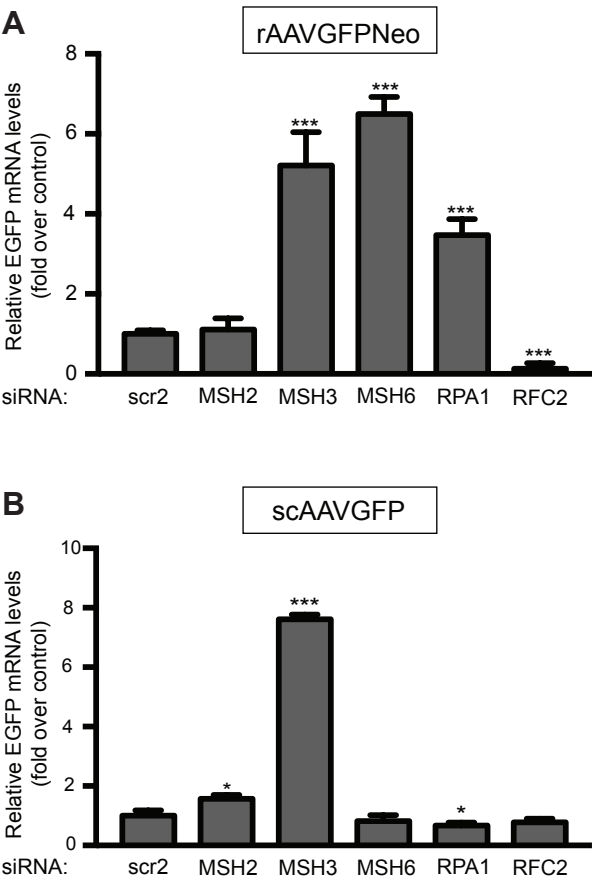 A
rAAVGFPNeo
Relative EGFP mRNA levels
(fold over control)
8
6
4
2
0
***
***
***
***
siRNA: scr2 MSH2 MSH3 MSH6 RPA1 RFC2
B
scAAVGFP
Relative EGFP mRNA levels
(fold over control)
10
8
6
4
2
0
*
***
*
siRNA: scr2 MSH2 MSH3 MSH6 RPA1 RFC2